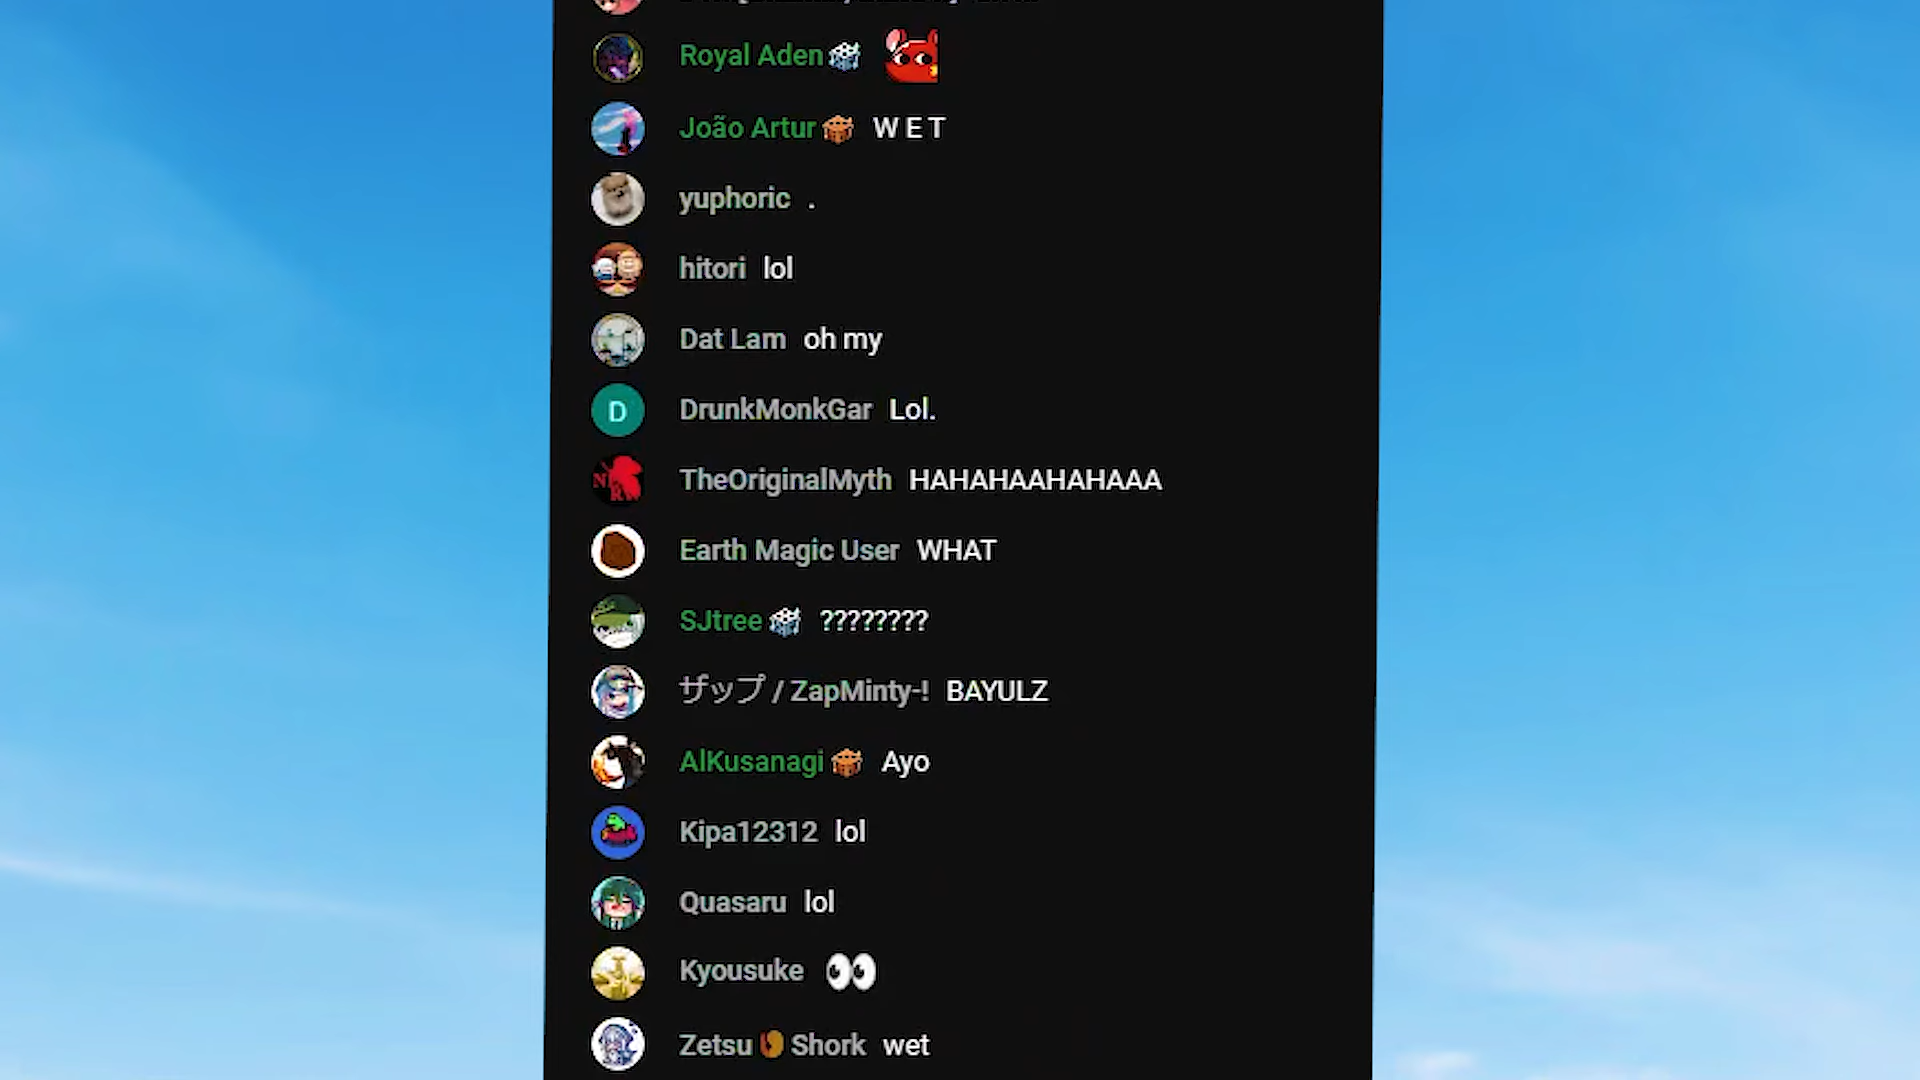 Royal Aden
João Artur W E T
yuphoric .
hitori lol
Dat Lam oh my
D DrunkMonkGar Lol.
TheOriginalMyth HAHAHAAHAHAAA
Earth Magic User WHAT
SJtree ????????
ザップ / ZapMinty-! BAYULZ
AlKusanagi Ayo
Kipa12312 lol
Quasaru lol
Kyousuke 👀
Zetsu Shork wet